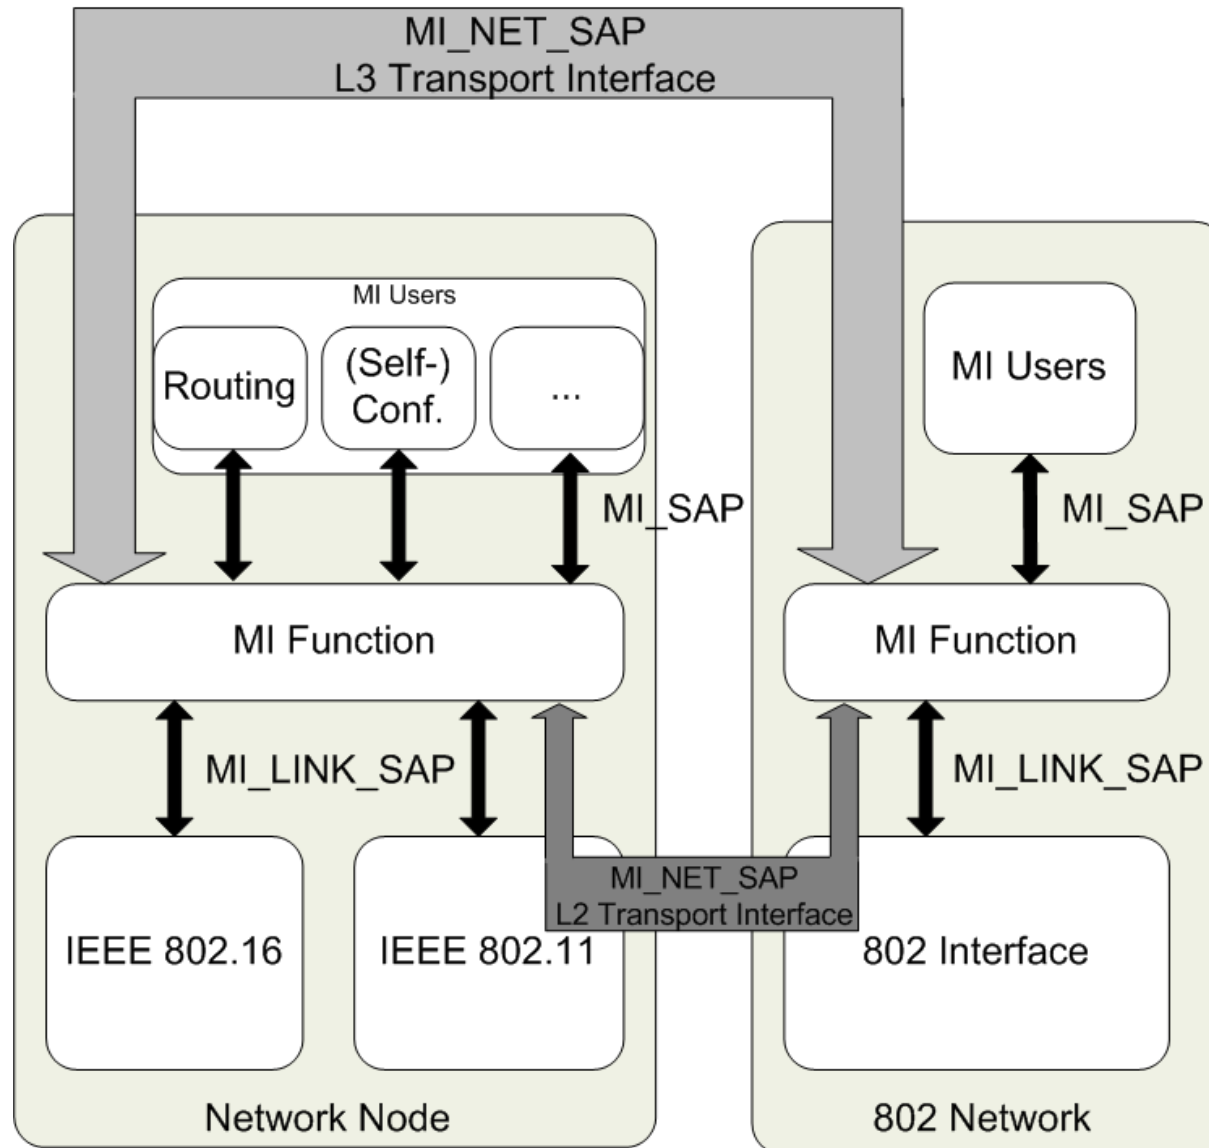 MI_NET_SAP
L3 Transport Interface
MI Users
Routing
(Self-)
Conf.
...
MI_SAP
MI Users
MI_SAP
MI Function
MI Function
MI_LINK_SAP
MI_LINK_SAP
MI_NET_SAP
L2 Transport Interface
IEEE 802.16
IEEE 802.11
802 Interface
Network Node
802 Network